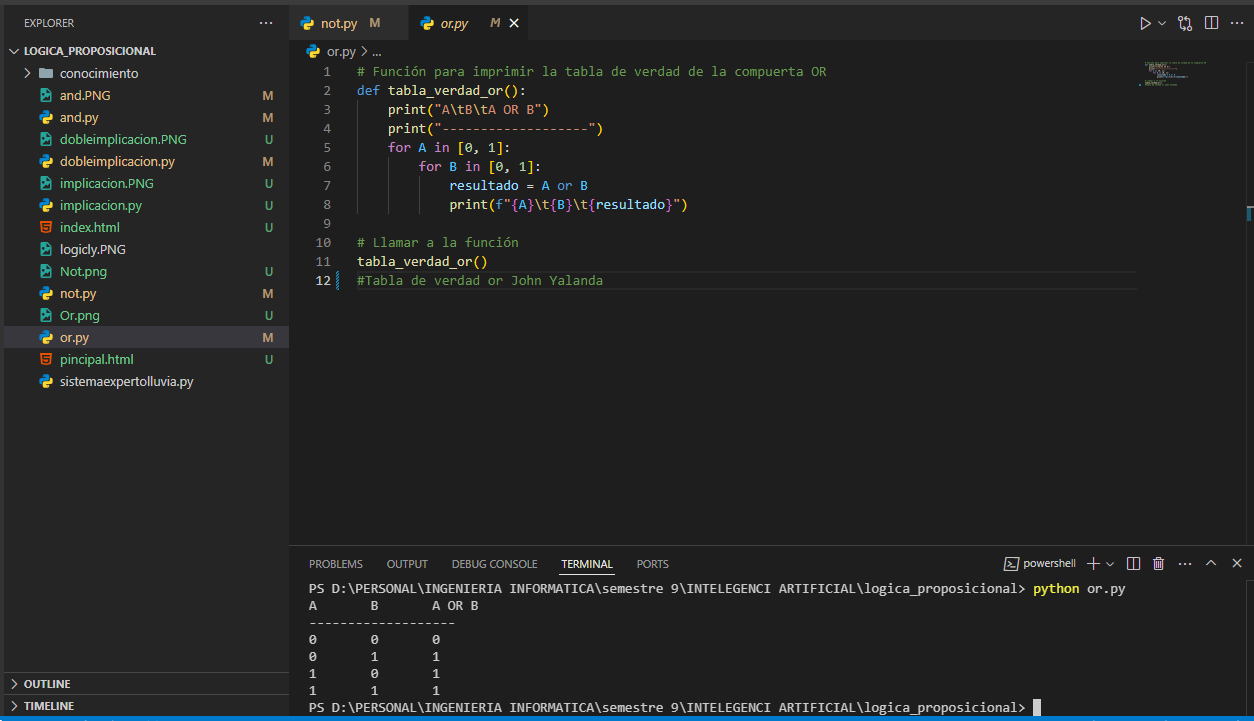 EXPLORER
LOGICA_PROPOSICIONAL
conocimiento
and.PNG M
and.py M
dobleimplicacion.PNG U
dobleimplicacion.py M
implicacion.PNG U
implicacion.py U
index.html U
logicly.PNG
Not.png U
not.py M
Or.png U
or.py M
pincipal.html U
sistemaexpertolluvia.py
OUTLINE
TIMELINE
not.py M or.py M
or.py > ...
1 # Función para imprimir la tabla de verdad de la compuerta OR
2 def tabla_verdad_or():
3     print("A\tB\tA OR B")
4     print("-------------------")
5     for A in [0, 1]:
6         for B in [0, 1]:
7             resultado = A or B
8             print(f"{A}\t{B}\t{resultado}")
9
10 # Llamar a la función
11 tabla_verdad_or()
12 #Tabla de verdad or John Yalanda
PROBLEMS OUTPUT DEBUG CONSOLE TERMINAL PORTS powershell
PS D:\PERSONAL\INGENIERIA INFORMATICA\semestre 9\INTELEGENCI ARTIFICIAL\logica_proposicional> python or.py
A B A OR B
-------------------
0 0 0
0 1 1
1 0 1
1 1 1
PS D:\PERSONAL\INGENIERIA INFORMATICA\semestre 9\INTELEGENCI ARTIFICIAL\logica_proposicional>